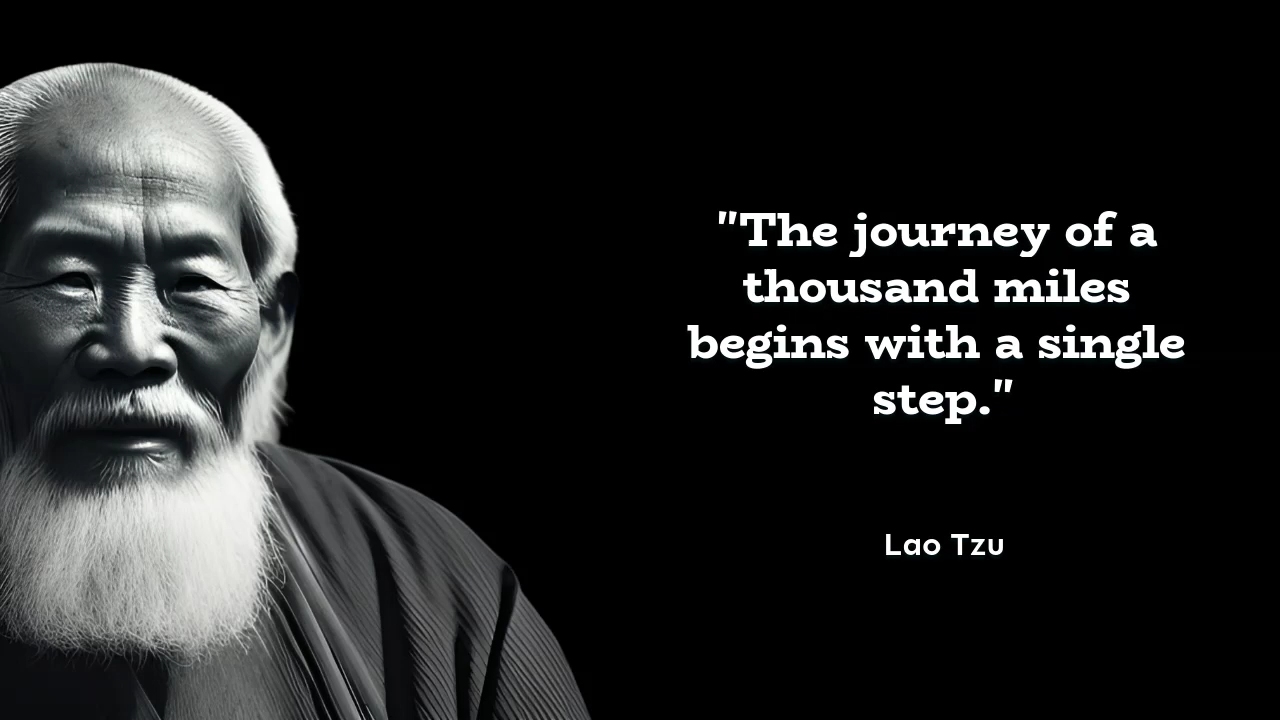 "The journey of a
thousand miles
begins with a single
step."
Lao Tzu